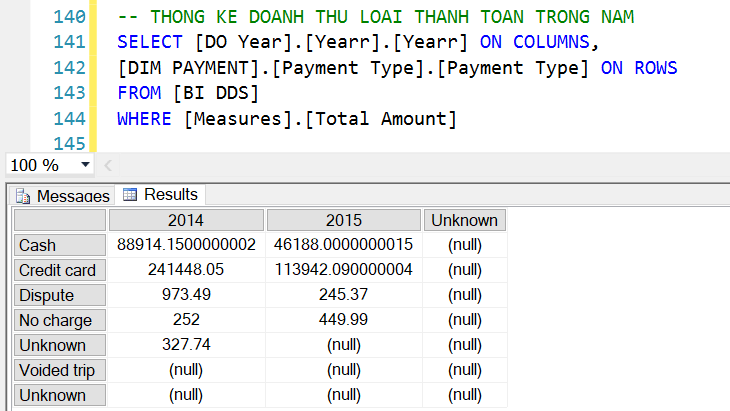 140 -- THONG KE DOANH THU LOAI THANH TOAN TRONG NAM
141 SELECT [DO Year].[Yearr].[Yearr] ON COLUMNS,
142 [DIM PAYMENT].[Payment Type].[Payment Type] ON ROWS
143 FROM [BI DDS]
144 WHERE [Measures].[Total Amount]
145
100 %
Messages Results
2014 2015 Unknown
Cash 88914.1500000002 46188.0000000015 (null)
Credit card 241448.05 113942.090000004 (null)
Dispute 973.49 245.37 (null)
No charge 252 449.99 (null)
Unknown 327.74 (null) (null)
Voided trip (null) (null) (null)
Unknown (null) (null) (null)